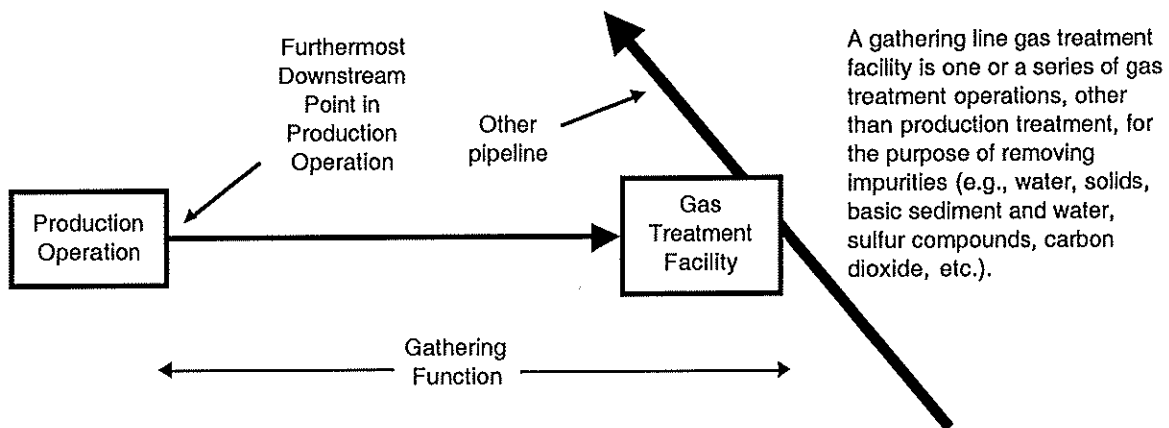 Furthermost
Downstream
Point in
Production
Operation
Other
pipeline
A gathering line gas treatment
facility is one or a series of gas
treatment operations, other
than production treatment, for
the purpose of removing
impurities (e.g., water, solids,
basic sediment and water,
sulfur compounds, carbon
dioxide, etc.).
Production
Operation
Gas
Treatment
Facility
Gathering
Function